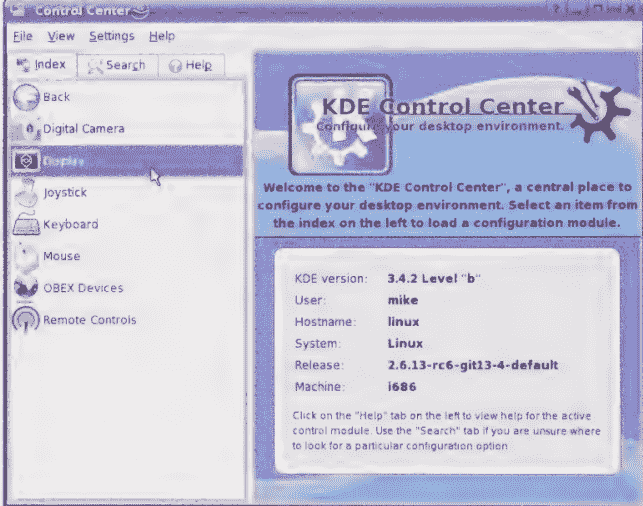 Control Center
File View Settings Help
Index Search Help
Back
Digital Camera
Display
Joystick
Keyboard
Mouse
OBEX Devices
Remote Controls
KDE Control Center
Configure your desktop environment.
Welcome to the "KDE Control Center", a central place to
configure your desktop environment. Select an item from
the index on the left to load a configuration module.
KDE version: 3.4.2 Level "b"
User: mike
Hostname: linux
System: Linux
Release: 2.6.13-rc6-git13-4-default
Machine: i686
Click on the "Help" tab on the left to view help for the active
control module. Use the "Search" tab if you are unsure where
to look for a particular configuration option